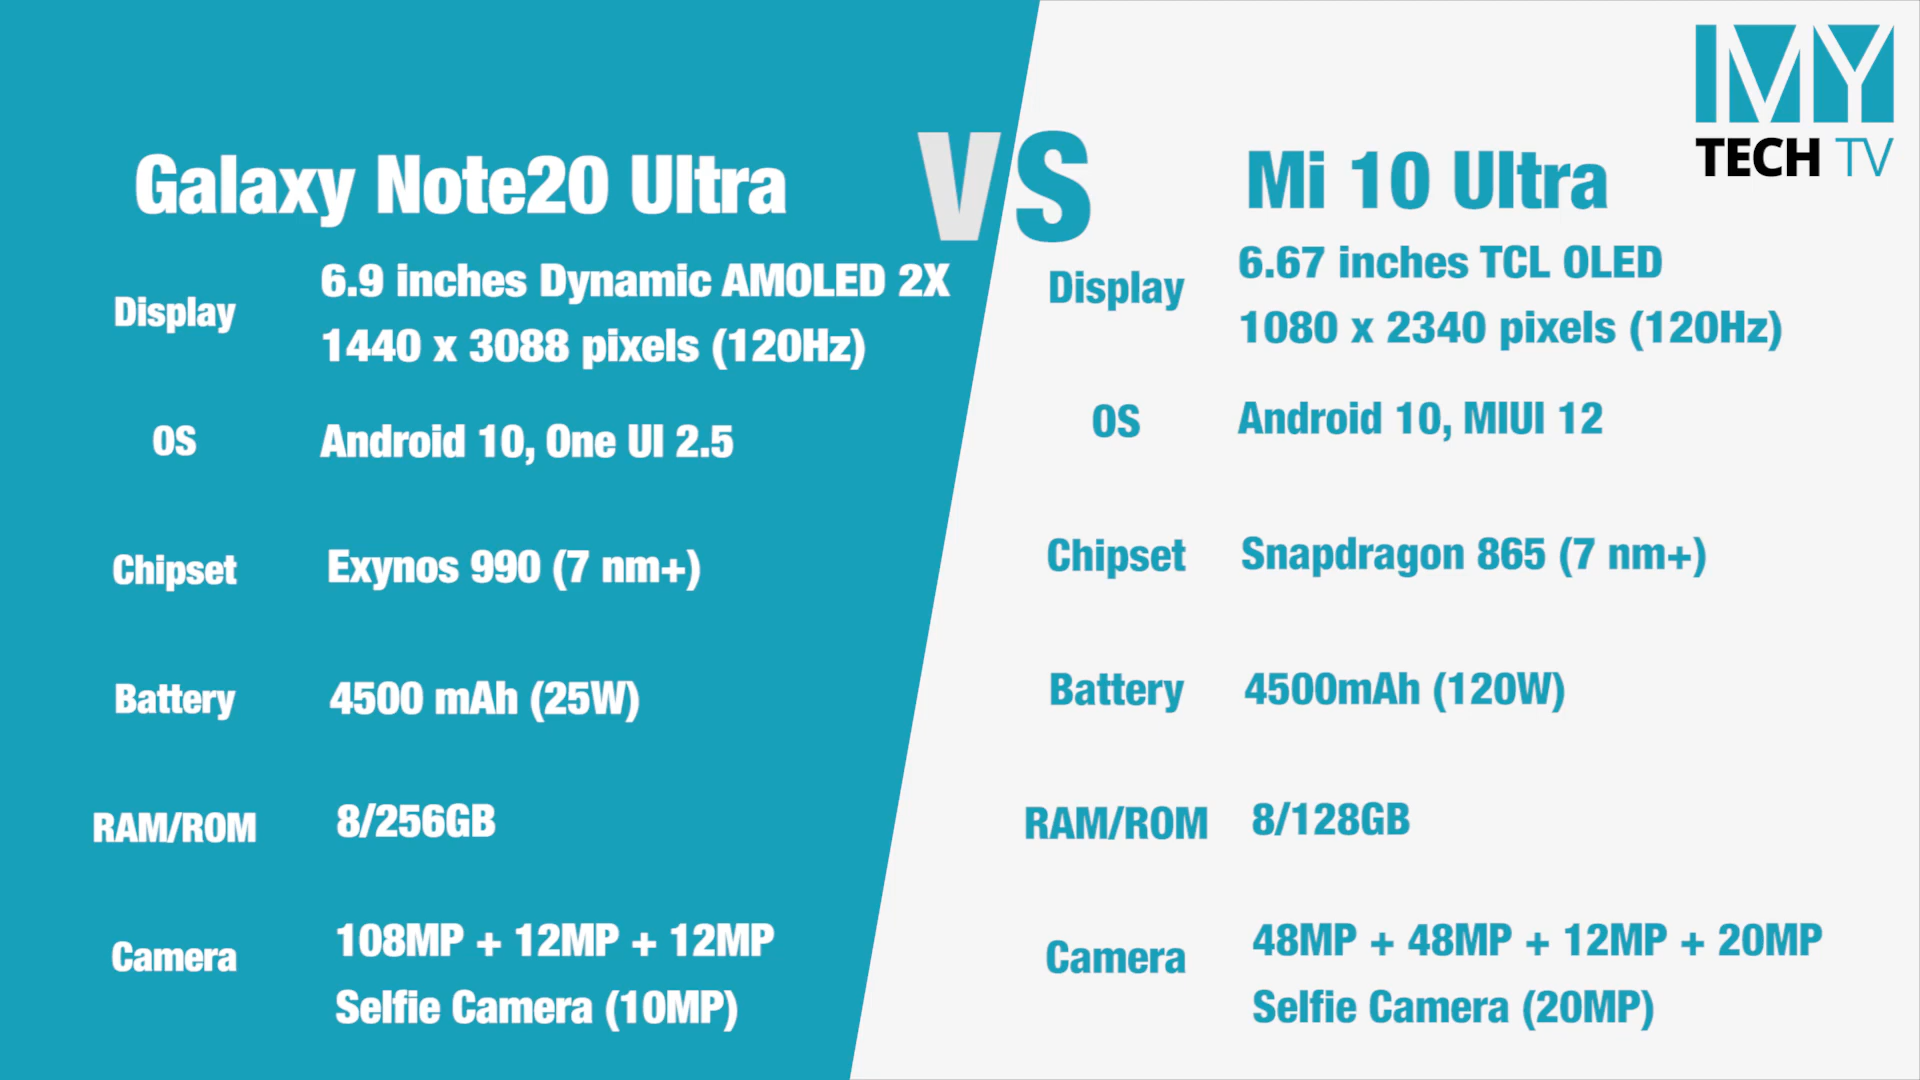 IMY
TECH TV
Galaxy Note20 Ultra
VS
Mi 10 Ultra
Display
6.9 inches Dynamic AMOLED 2X
1440 x 3088 pixels (120Hz)
OS
Android 10, One UI 2.5
Chipset
Exynos 990 (7 nm+)
Battery
4500 mAh (25W)
RAM/ROM
8/256GB
Camera
108MP + 12MP + 12MP
Selfie Camera (10MP)
Display
6.67 inches TCL OLED
1080 x 2340 pixels (120Hz)
OS
Android 10, MIUI 12
Chipset
Snapdragon 865 (7 nm+)
Battery
4500mAh (120W)
RAM/ROM
8/128GB
Camera
48MP + 48MP + 12MP + 20MP
Selfie Camera (20MP)